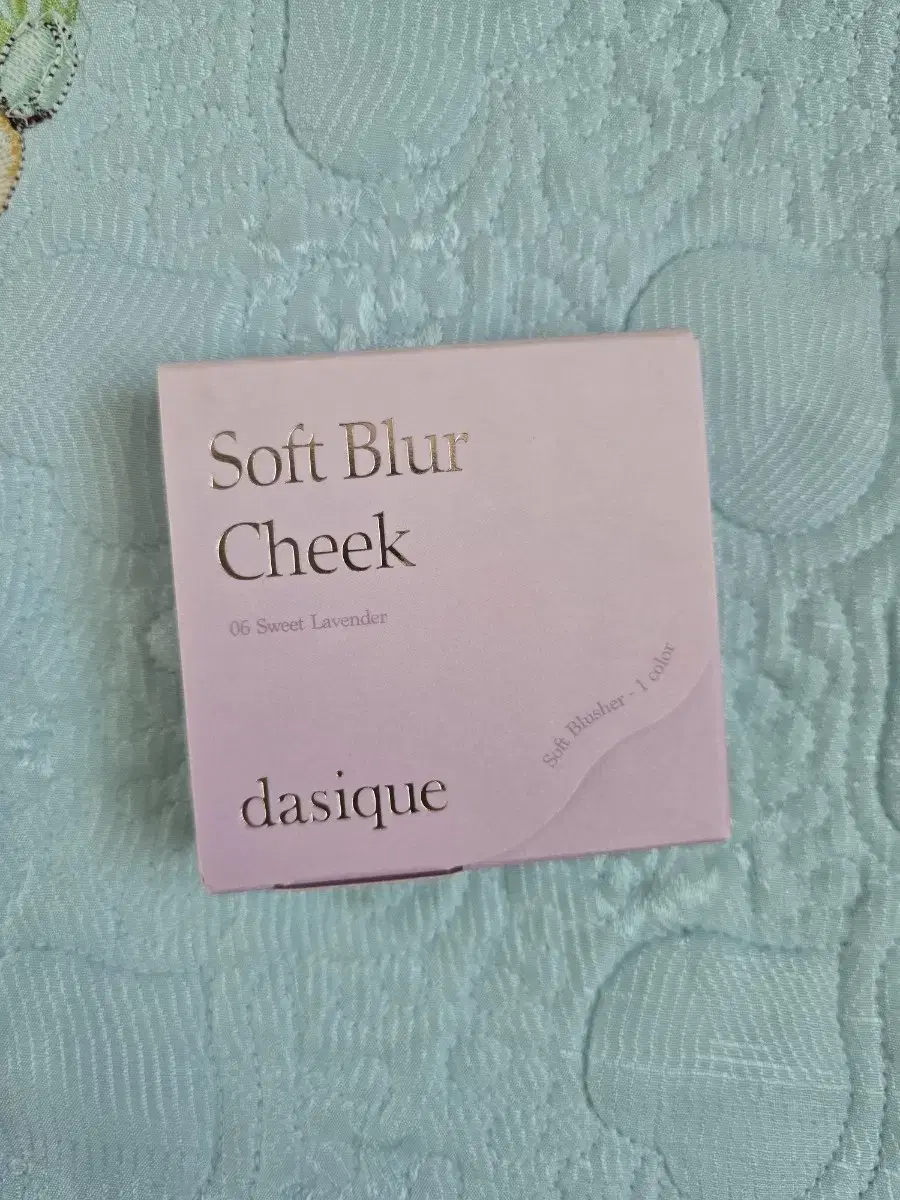 Soft Blur
Cheek
06 Sweet Lavender
Soft Blusher - 1 color
dasique